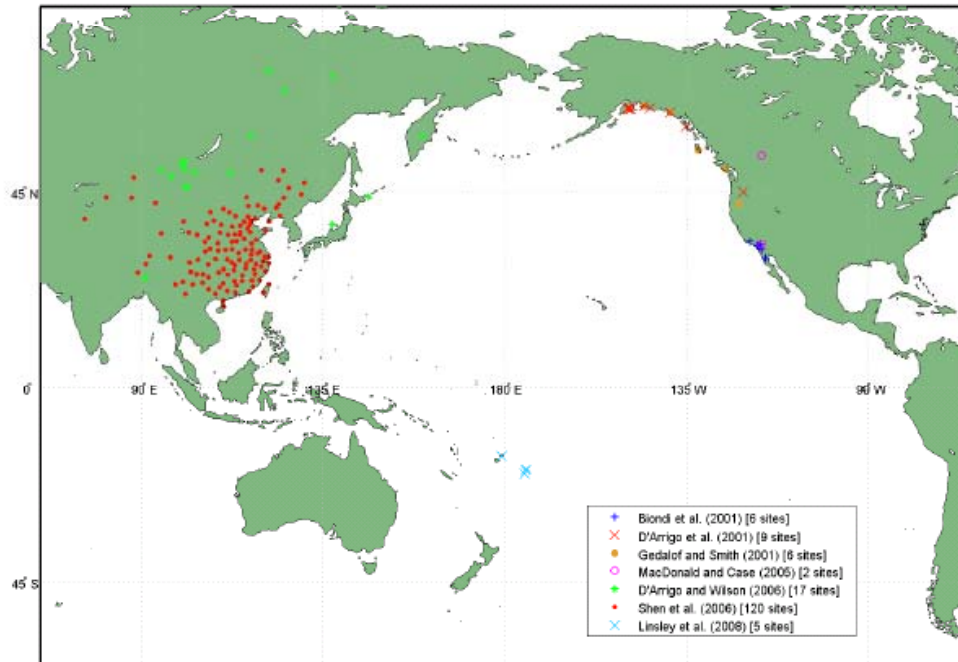 45 N
0
90 E
135 E
180 E
135 W
90 W
45 S
Biondi et al. (2001) [6 sites]
D'Arrigo et al. (2001) [9 sites]
Gedalof and Smith (2001) [6 sites]
MacDonald and Case (2005) [2 sites]
D'Arrigo and Wilson (2006) [17 sites]
Shen et al. (2006) [120 sites]
Linsley et al. (2008) [5 sites]